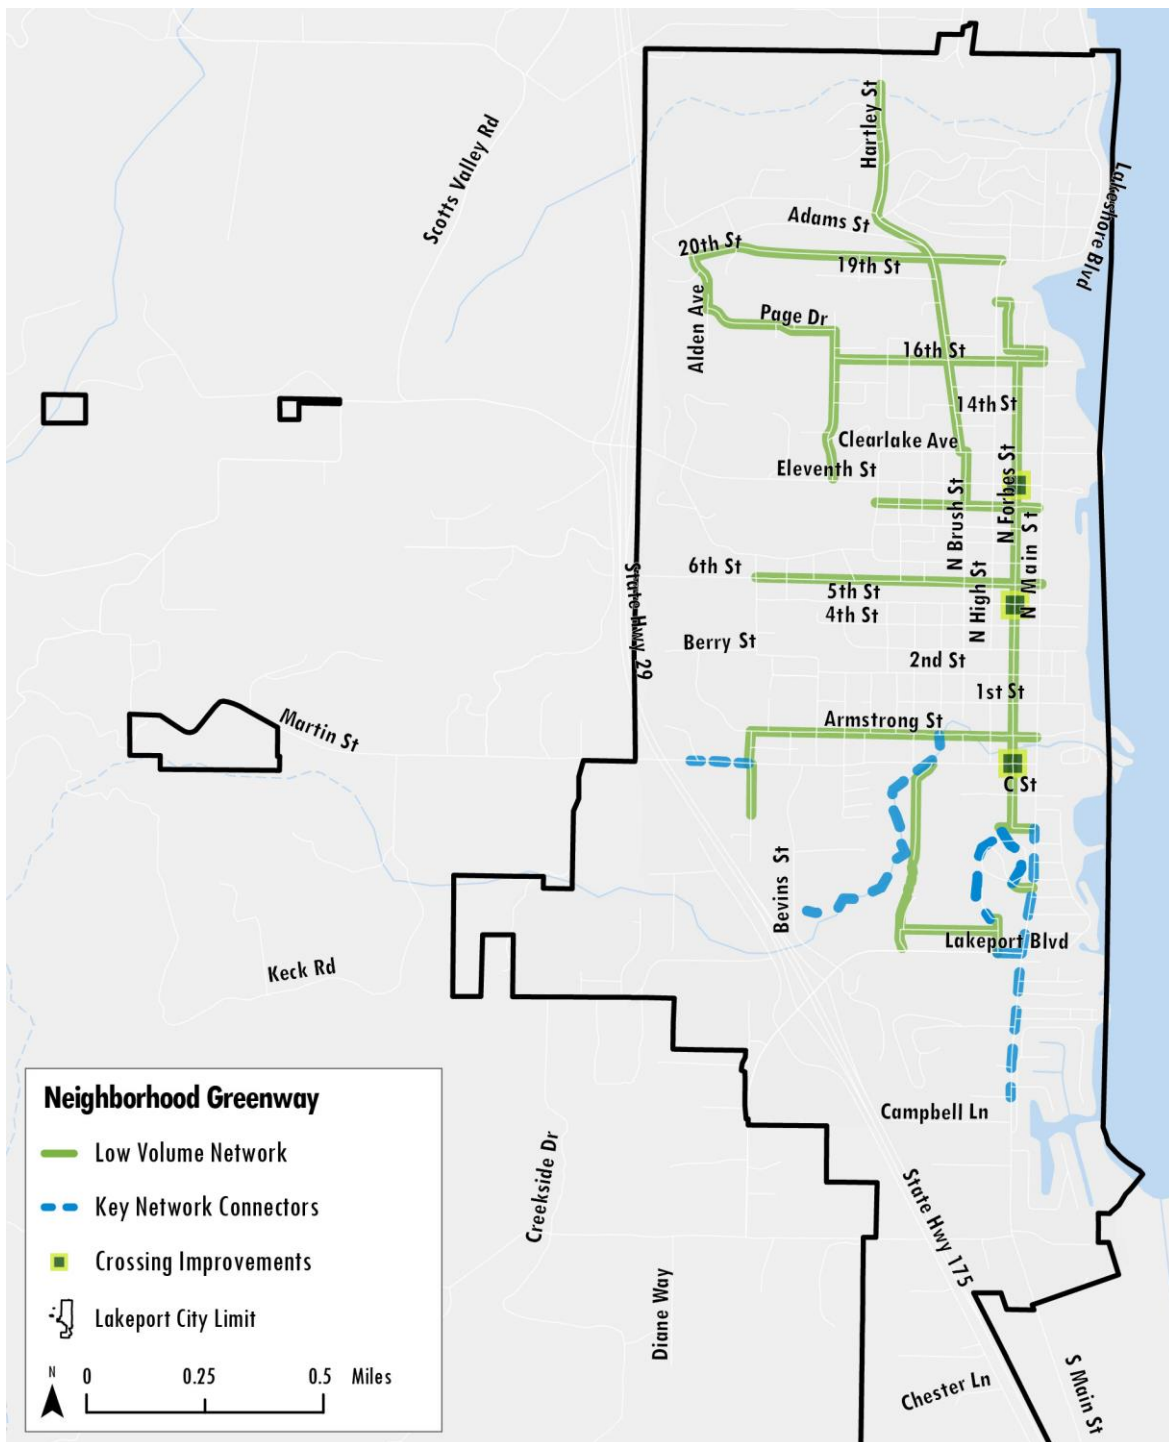 Hartley St
Scotts Valley Rd
Lakeshore Blvd
Adams St
20th St
19th St
Alden Ave
Page Dr
16th St
14th St
Clearlake Ave
Eleventh St
N Forbes St
N Brush St
N Main St
State Hwy 29
6th St
5th St
4th St
N High St
Berry St
2nd St
1st St
Martin St
Armstrong St
C St
Bevins St
Lakeport Blvd
Keck Rd
Campbell Ln
Creekside Dr
State Hwy 175
Diane Way
Chester Ln
S Main St
Neighborhood Greenway
Low Volume Network
Key Network Connectors
Crossing Improvements
Lakeport City Limit
N
0 0.25 0.5 Miles